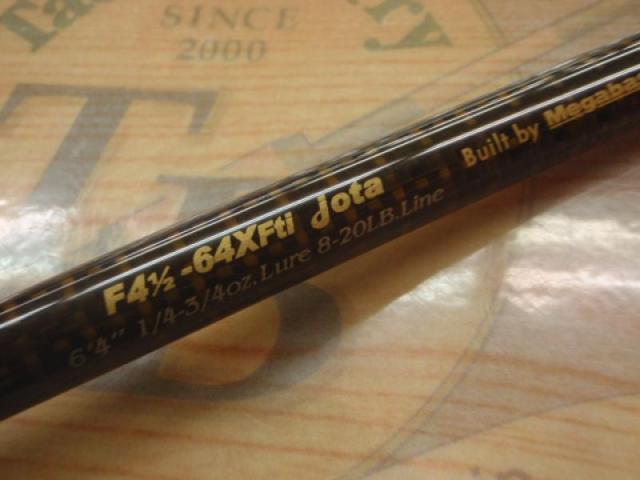 SINCE
2000
F4½-64XFti jota
Built by Megabass
6'4" 1/4-3/4oz.Lure 8-20LB.Line